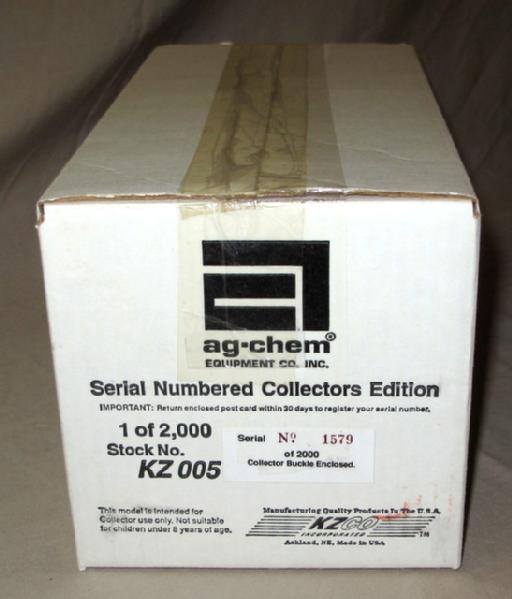 ag-chem®
EQUIPMENT CO. INC.
Serial Numbered Collectors Edition
IMPORTANT: Return enclosed post card within 30 days to register your serial number.
1 of 2,000
Stock No.
KZ 005
Serial Nº 1579
of 2000
Collector Buckle Enclosed.
This model is intended for
Collector use only. Not suitable
for children under 8 years of age.
Manufacturing Quality Products In The U.S.A.
KZCO
INCORPORATED TM
Ashland, NE, Made in USA